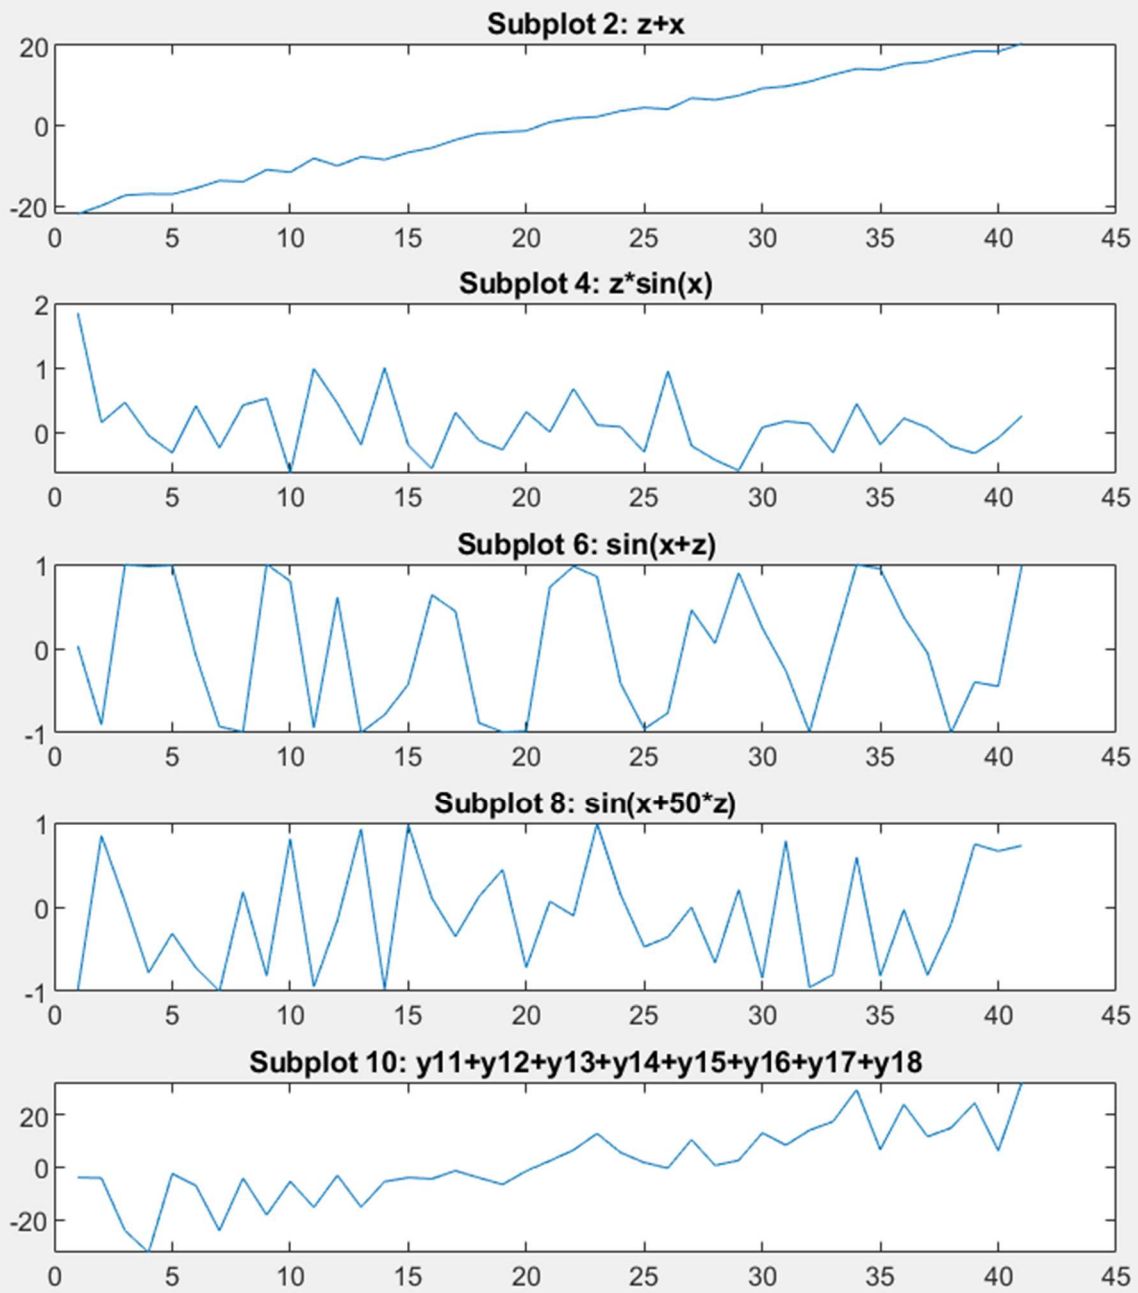 Subplot 2: z+x
20
0
-20
0 5 10 15 20 25 30 35 40 45
Subplot 4: z*sin(x)
2
1
0
0 5 10 15 20 25 30 35 40 45
Subplot 6: sin(x+z)
1
0
-1
0 5 10 15 20 25 30 35 40 45
Subplot 8: sin(x+50*z)
1
0
-1
0 5 10 15 20 25 30 35 40 45
Subplot 10: y11+y12+y13+y14+y15+y16+y17+y18
20
0
-20
0 5 10 15 20 25 30 35 40 45